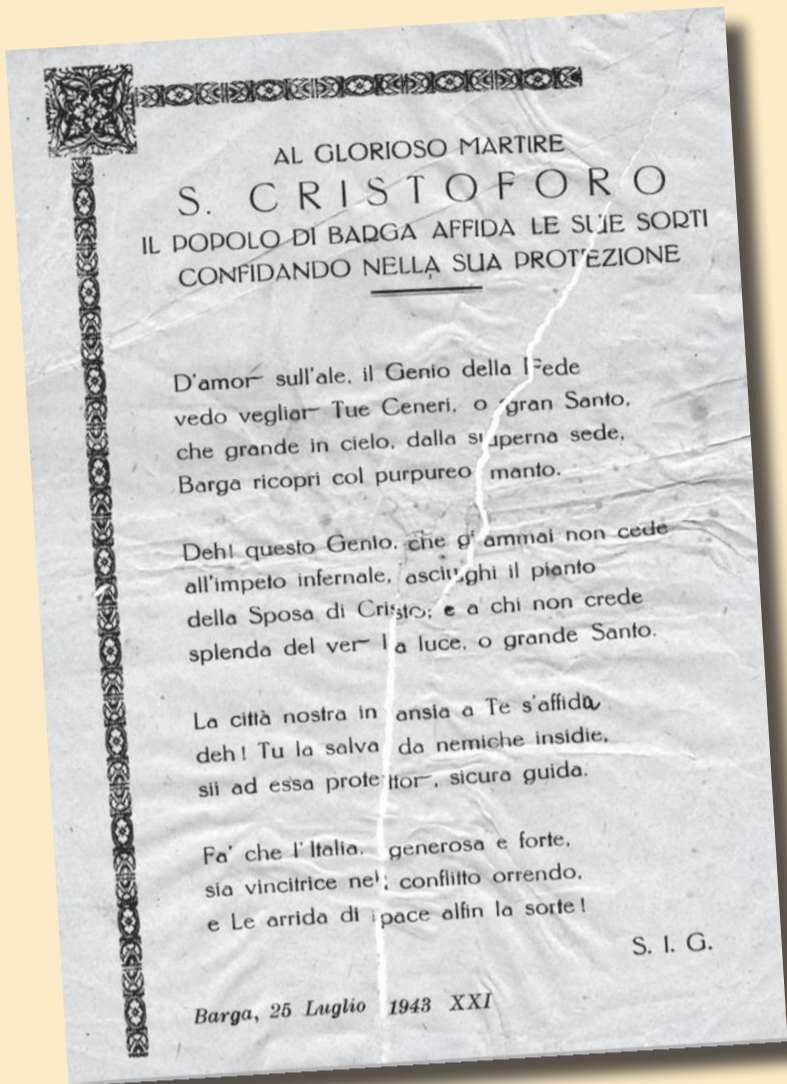 AL GLORIOSO MARTIRE
S. CRISTOFORO
IL POPOLO DI BARGA AFFIDA LE SUE SORTI
CONFIDANDO NELLA SUA PROTEZIONE
D'amor sull'ale, il Genio della Fede
vedo vegliar Tue Ceneri, o gran Santo,
che grande in cielo, dalla superna sede,
Barga ricopri col purpureo manto.
Deh! questo Genio, che giammai non cede
all'impeto infernale, asciughi il pianto
della Sposa di Cristo; e a chi non crede
splenda del ver la luce, o grande Santo.
La città nostra in ansia a Te s'affida
deh! Tu la salva da nemiche insidie,
sii ad essa protettor, sicura guida.
Fa' che l'Italia, generosa e forte,
sia vincitrice nel conflitto orrendo,
e Le arrida di pace alfin la sorte!
S. I. G.
Barga, 25 Luglio 1943 XXI